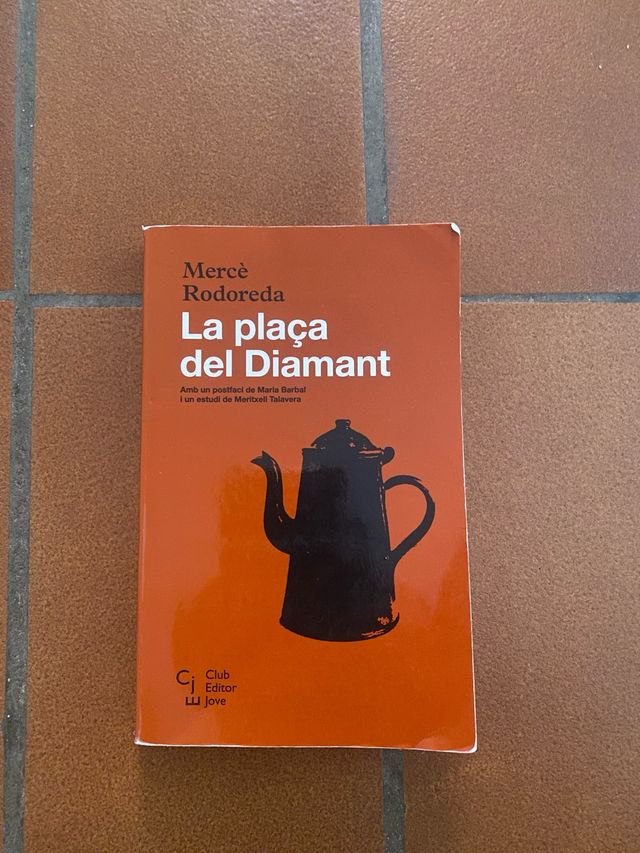 Mercè
Rodoreda
La plaça
del Diamant
Amb un postfaci de Maria Barbal
i un estudi de Meritxell Talavera
CjE
Club
Editor
Jove